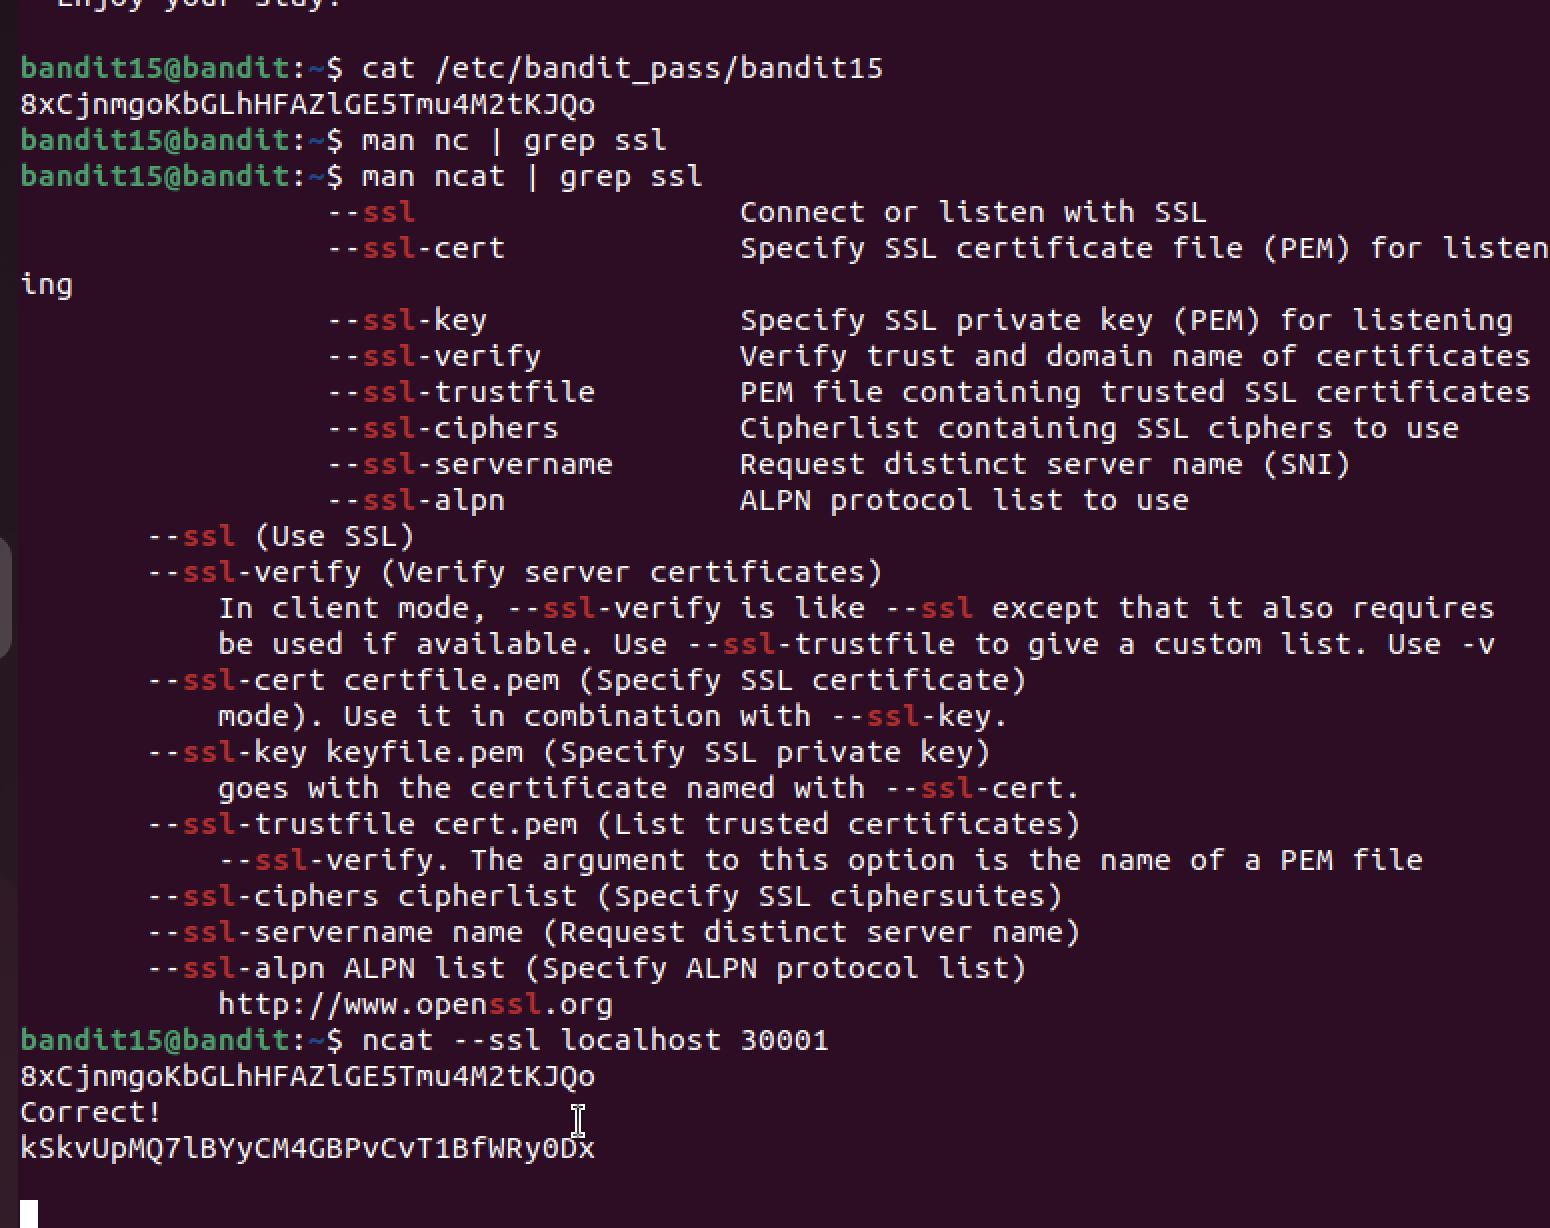 Enjoy your stay!
bandit15@bandit:~$ cat /etc/bandit_pass/bandit15
8xCjnmgoKbGLhHFAZlGE5Tmu4M2tKJQo
bandit15@bandit:~$ man nc | grep ssl
bandit15@bandit:~$ man ncat | grep ssl
--ssl Connect or listen with SSL
--ssl-cert Specify SSL certificate file (PEM) for listen
ing
--ssl-key Specify SSL private key (PEM) for listening
--ssl-verify Verify trust and domain name of certificates
--ssl-trustfile PEM file containing trusted SSL certificates
--ssl-ciphers Cipherlist containing SSL ciphers to use
--ssl-servername Request distinct server name (SNI)
--ssl-alpn ALPN protocol list to use
--ssl (Use SSL)
--ssl-verify (Verify server certificates)
In client mode, --ssl-verify is like --ssl except that it also requires
be used if available. Use --ssl-trustfile to give a custom list. Use -v
--ssl-cert certfile.pem (Specify SSL certificate)
mode). Use it in combination with --ssl-key.
--ssl-key keyfile.pem (Specify SSL private key)
goes with the certificate named with --ssl-cert.
--ssl-trustfile cert.pem (List trusted certificates)
--ssl-verify. The argument to this option is the name of a PEM file
--ssl-ciphers cipherlist (Specify SSL ciphersuites)
--ssl-servername name (Request distinct server name)
--ssl-alpn ALPN list (Specify ALPN protocol list)
http://www.openssl.org
bandit15@bandit:~$ ncat --ssl localhost 30001
8xCjnmgoKbGLhHFAZlGE5Tmu4M2tKJQo
Correct!
kSkvUpMQ7lBYyCM4GBPvCvT1BfWRy0Dx